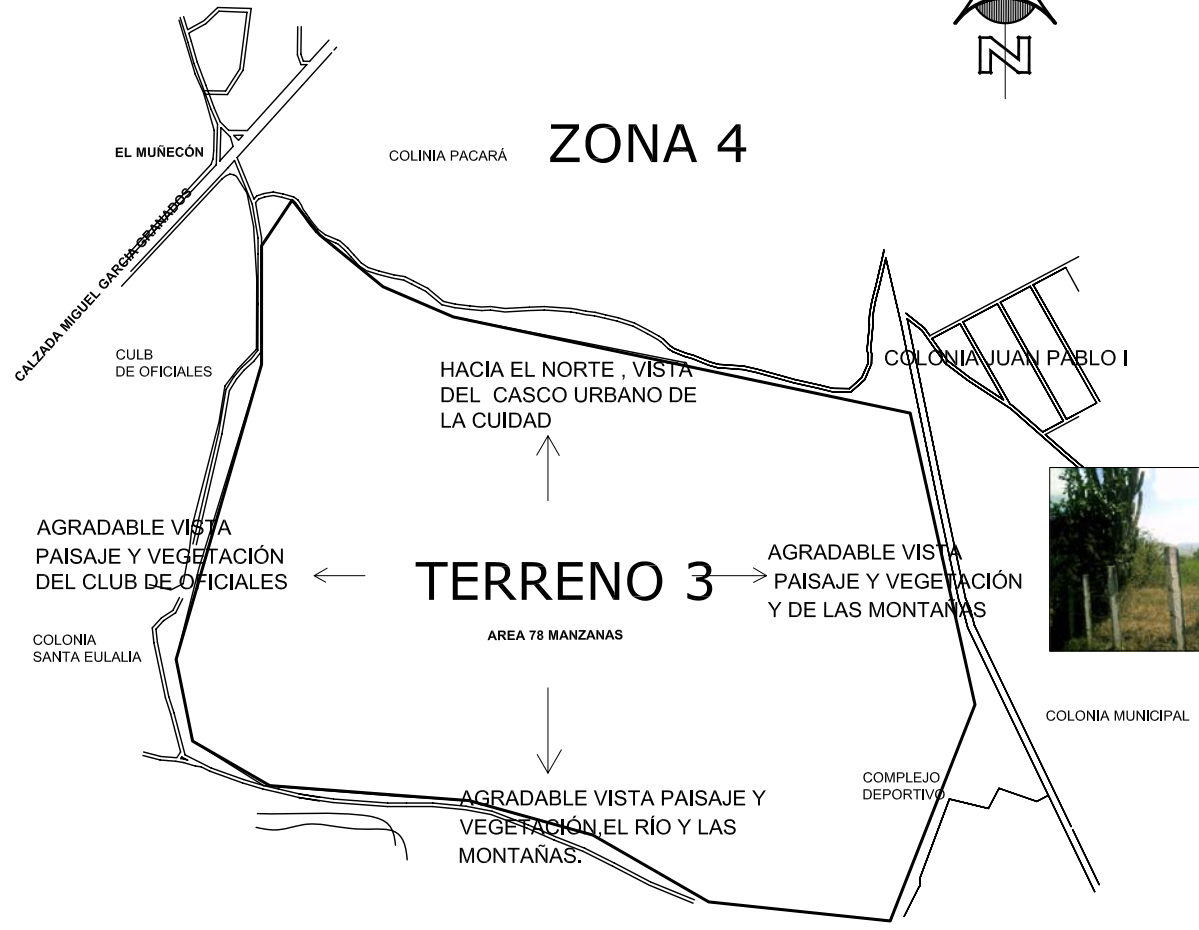 N
ZONA 4
EL MUÑECÓN
COLINIA PACARÁ
CALZADA MIGUEL GARCIA GRANADOS
CULB
DE OFICIALES
HACIA EL NORTE , VISTA
DEL CASCO URBANO DE
LA CUIDAD
COLONIA JUAN PABLO I
AGRADABLE VISTA
PAISAJE Y VEGETACIÓN
DEL CLUB DE OFICIALES
TERRENO 3
AREA 78 MANZANAS
AGRADABLE VISTA
PAISAJE Y VEGETACIÓN
Y DE LAS MONTAÑAS
COLONIA
SANTA EULALIA
COLONIA MUNICIPAL
COMPLEJO
DEPORTIVO
AGRADABLE VISTA PAISAJE Y
VEGETACIÓN,EL RÍO Y LAS
MONTAÑAS.